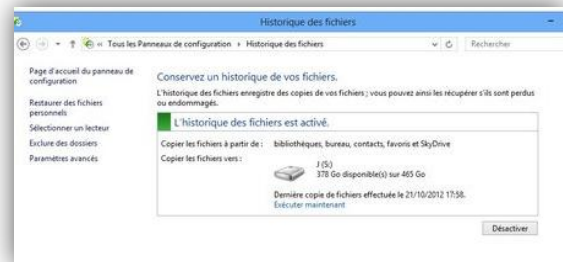 Historique des fichiers
« Tous les Panneaux de configuration › Historique des fichiers
Rechercher
Page d'accueil du panneau de
configuration
Restaurer des fichiers
personnels
Sélectionner un lecteur
Exclure des dossiers
Paramètres avancés
Conservez un historique de vos fichiers.
L'historique des fichiers enregistre des copies de vos fichiers ; vous pouvez ainsi les récupérer s'ils sont perdus
ou endommagés.
L'historique des fichiers est activé.
Copier les fichiers à partir de : bibliothèques, bureau, contacts, favoris et SkyDrive
Copier les fichiers vers :
J (S:)
378 Go disponible(s) sur 465 Go
Dernière copie de fichiers effectuée le 21/10/2012 17:58.
Exécuter maintenant
Désactiver